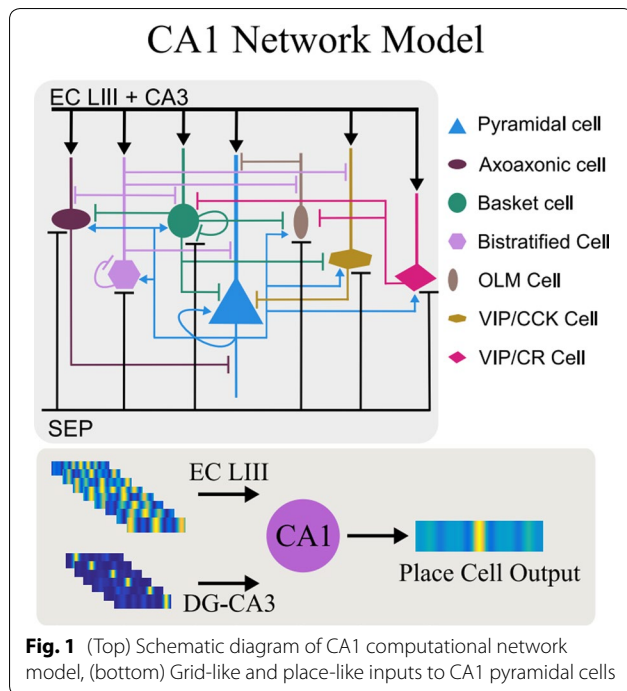 CA1 Network Model
EC LIII + CA3
Pyramidal cell
Axoaxonic cell
Basket cell
Bistratified Cell
OLM Cell
VIP/CCK Cell
VIP/CR Cell
SEP
EC LIII
CA1
DG-CA3
Place Cell Output
Fig. 1 (Top) Schematic diagram of CA1 computational network
model, (bottom) Grid-like and place-like inputs to CA1 pyramidal cells